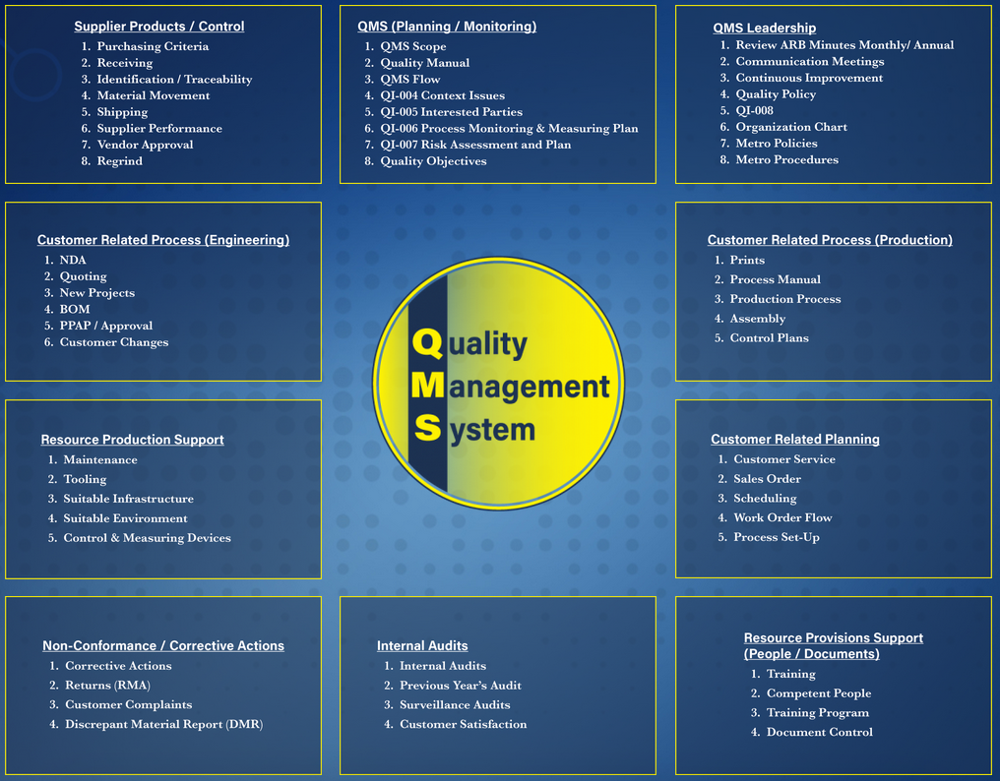 Supplier Products / Control
1. Purchasing Criteria
2. Receiving
3. Identification / Traceability
4. Material Movement
5. Shipping
6. Supplier Performance
7. Vendor Approval
8. Regrind
QMS (Planning / Monitoring)
1. QMS Scope
2. Quality Manual
3. QMS Flow
4. QI-004 Context Issues
5. QI-005 Interested Parties
6. QI-006 Process Monitoring & Measuring Plan
7. QI-007 Risk Assessment and Plan
8. Quality Objectives
QMS Leadership
1. Review ARB Minutes Monthly/ Annual
2. Communication Meetings
3. Continuous Improvement
4. Quality Policy
5. QI-008
6. Organization Chart
7. Metro Policies
8. Metro Procedures
Customer Related Process (Engineering)
1. NDA
2. Quoting
3. New Projects
4. BOM
5. PPAP / Approval
6. Customer Changes
Quality
Management
System
Customer Related Process (Production)
1. Prints
2. Process Manual
3. Production Process
4. Assembly
5. Control Plans
Resource Production Support
1. Maintenance
2. Tooling
3. Suitable Infrastructure
4. Suitable Environment
5. Control & Measuring Devices
Customer Related Planning
1. Customer Service
2. Sales Order
3. Scheduling
4. Work Order Flow
5. Process Set-Up
Non-Conformance / Corrective Actions
1. Corrective Actions
2. Returns (RMA)
3. Customer Complaints
4. Discrepant Material Report (DMR)
Internal Audits
1. Internal Audits
2. Previous Year's Audit
3. Surveillance Audits
4. Customer Satisfaction
Resource Provisions Support
(People / Documents)
1. Training
2. Competent People
3. Training Program
4. Document Control